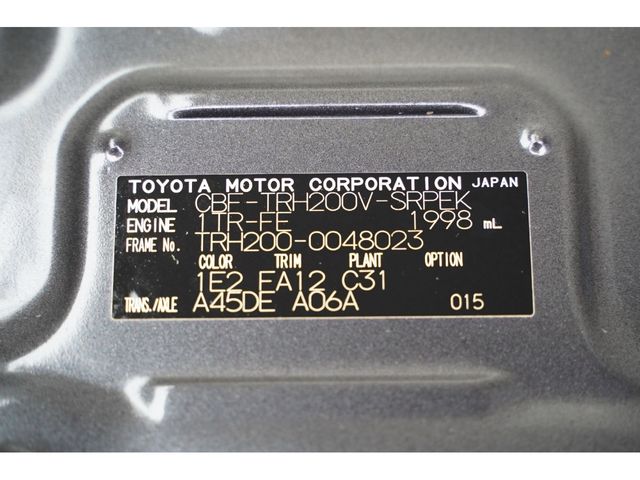 TOYOTA MOTOR CORPORATION JAPAN
MODEL CBF-TRH200V-SRPEK
ENGINE 1TR-FE 1998 mL
FRAME No. TRH200-0048023
COLOR TRIM PLANT OPTION
1E2 EA12 C31
TRANS./AXLE A45DE A06A 015